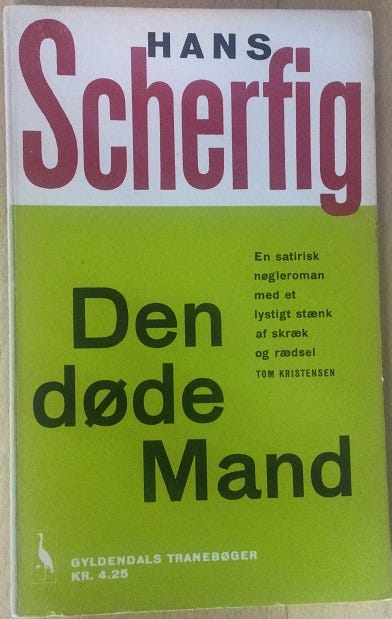 HANS
Scherfig
En satirisk
nøgleroman
med et
lystigt stænk
af skræk
og rædsel
TOM KRISTENSEN
Den
døde
Mand
GYLDENDALS TRANEBØGER
KR. 4.25